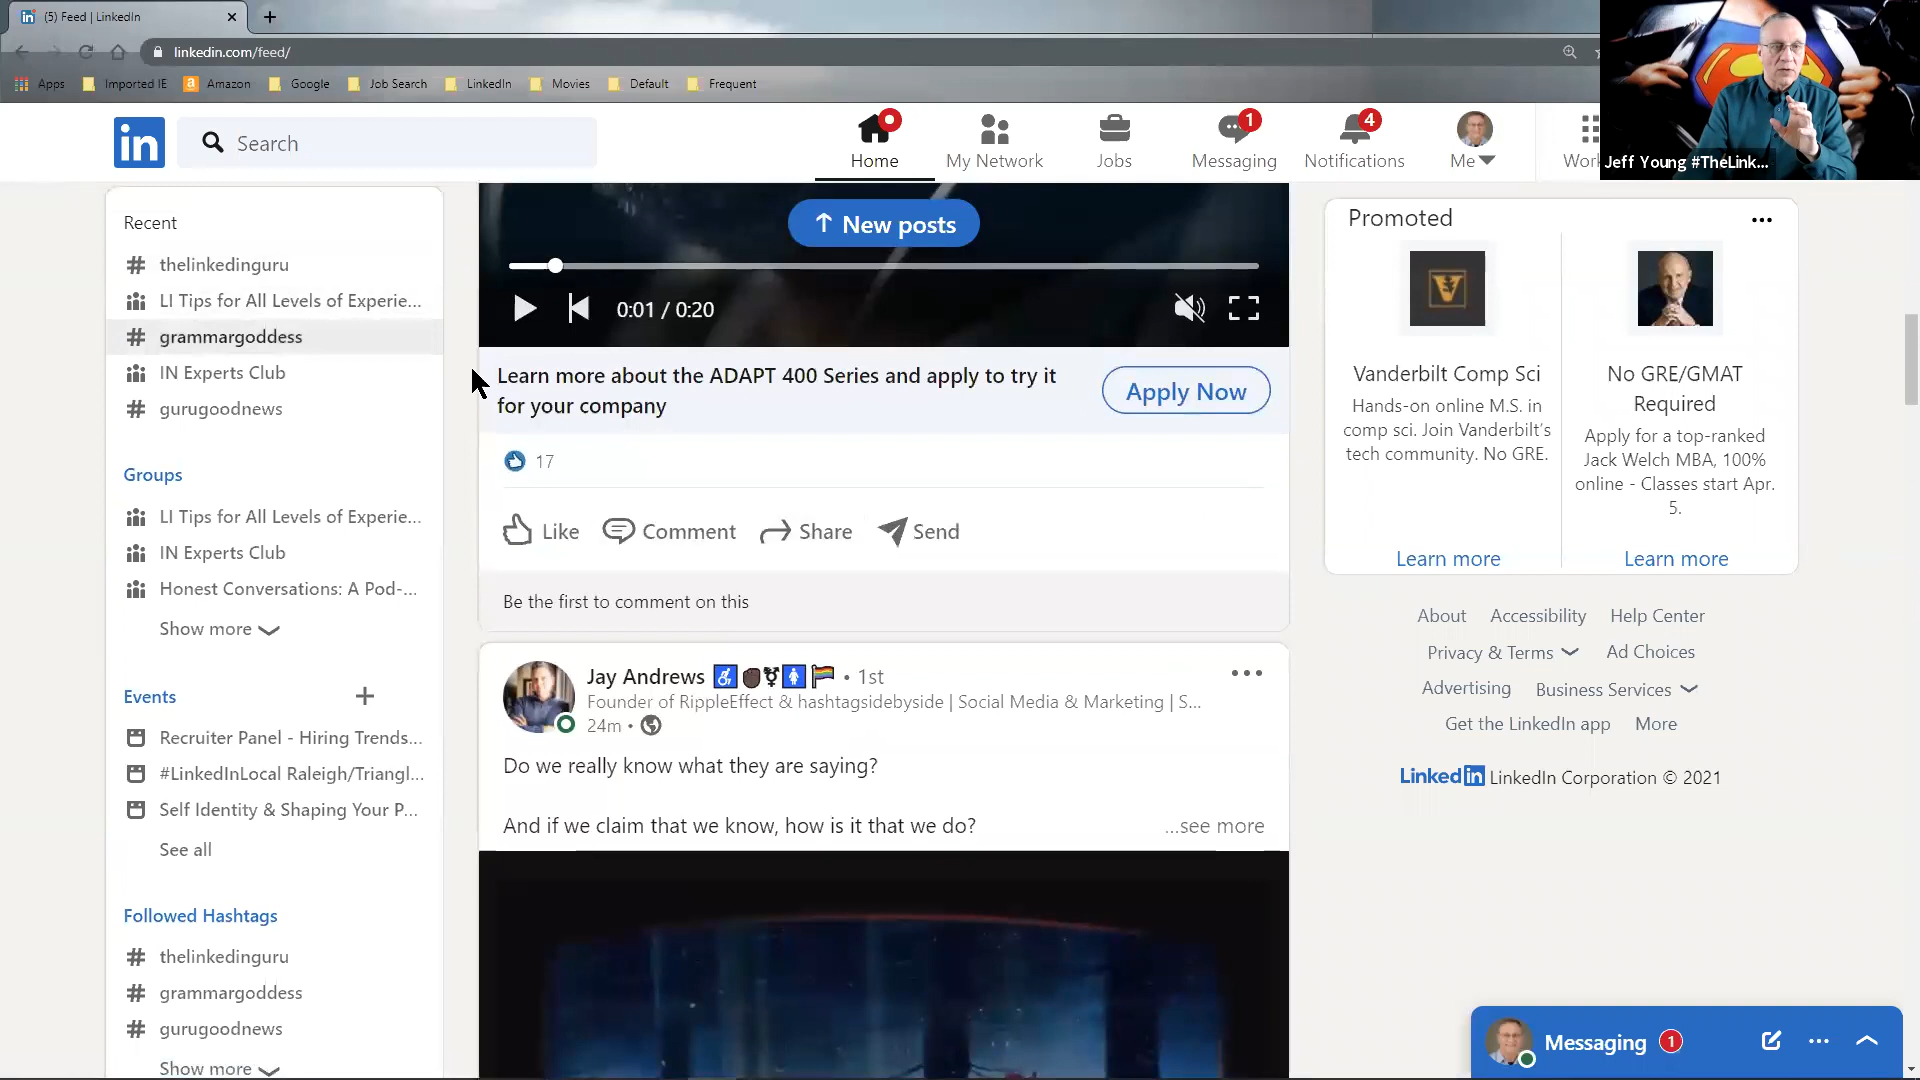 (5) Feed | LinkedIn
linkedin.com/feed/
Apps Imported IE Amazon Google Job Search LinkedIn Movies Default Frequent
in
Search
Home
My Network
Jobs
1
Messaging
4
Notifications
Me
Jeff Young #TheLink...
Recent
# thelinkedinguru
LI Tips for All Levels of Experie...
# grammargoddess
IN Experts Club
# gurugoodnews
Groups
LI Tips for All Levels of Experie...
IN Experts Club
Honest Conversations: A Pod-...
Show more
Events +
Recruiter Panel - Hiring Trends...
#LinkedInLocal Raleigh/Triangl...
Self Identity & Shaping Your P...
See all
Followed Hashtags
# thelinkedinguru
# grammargoddess
# gurugoodnews
Show more
↑ New posts
0:01 / 0:20
Learn more about the ADAPT 400 Series and apply to try it
for your company
Apply Now
17
Like Comment Share Send
Be the first to comment on this
Jay Andrews • 1st
Founder of RippleEffect & hashtagsidebyside | Social Media & Marketing | S...
24m •
Do we really know what they are saying?
And if we claim that we know, how is it that we do?
...see more
Promoted
V
Vanderbilt Comp Sci
Hands-on online M.S. in
comp sci. Join Vanderbilt's
tech community. No GRE.
Learn more
No GRE/GMAT
Required
Apply for a top-ranked
Jack Welch MBA, 100%
online - Classes start Apr.
5.
Learn more
About Accessibility Help Center
Privacy & Terms Ad Choices
Advertising Business Services
Get the LinkedIn app More
LinkedIn LinkedIn Corporation © 2021
Messaging 1